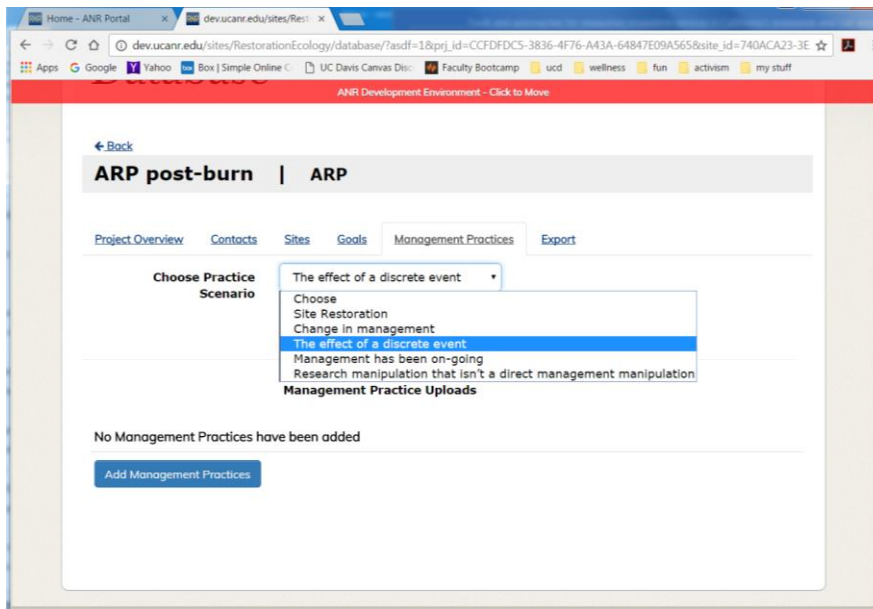 Home - ANR Portal × dev.ucanr.edu/sites/Rest ×
dev.ucanr.edu/sites/RestorationEcology/database/?asdf=1&prj_id=CCFDFDC5-3836-4F76-A43A-64847E09A565&site_id=740ACA23-3E
Apps Google Yahoo Box | Simple Online C UC Davis Canvas Disc Faculty Bootcamp ucd wellness fun activism my stuff
ANR Development Environment - Click to Move
← Back
ARP post-burn | ARP
Project Overview Contacts Sites Goals Management Practices Export
Choose Practice Scenario
The effect of a discrete event
Choose
Site Restoration
Change in management
The effect of a discrete event
Management has been on-going
Research manipulation that isn't a direct management manipulation
Management Practice Uploads
No Management Practices have been added
Add Management Practices